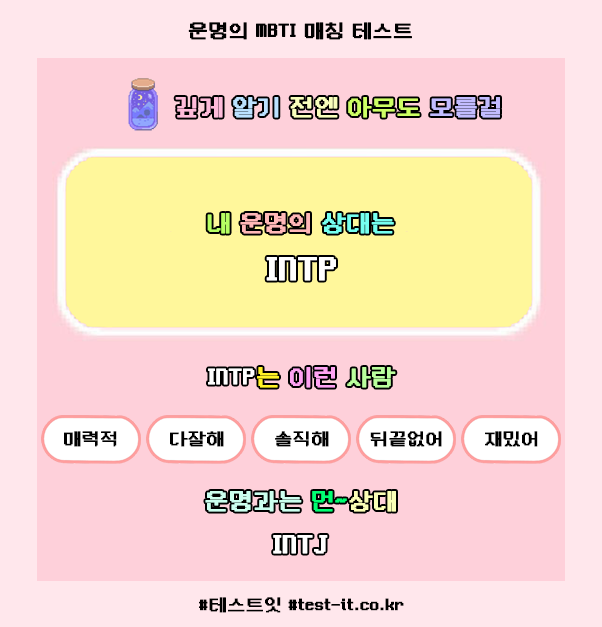 운명의 MBTI 매칭 테스트
깊게 알기 전엔 아무도 모를걸
내 운명의 상대는
INTP
INTP는 이런 사람
매력적 다잘해 솔직해 뒤끝없어 재밌어
운명과는 먼~상대
INTJ
#테스트잇 #test-it.co.kr